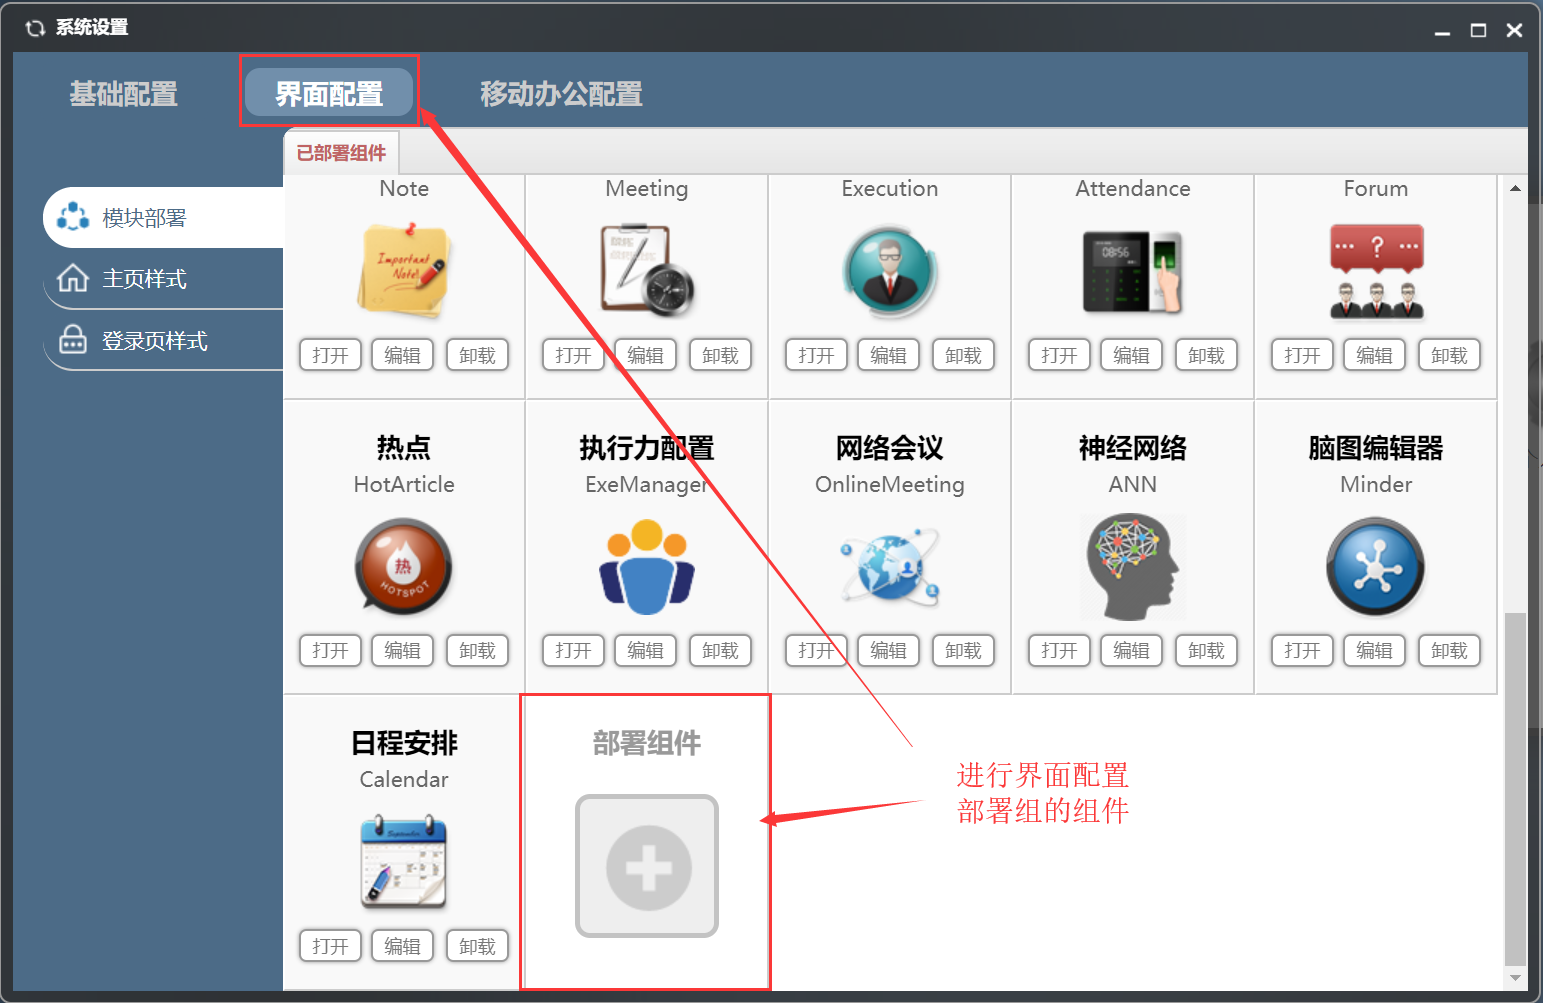 系统设置
基础配置
界面配置
移动办公配置
已部署组件
模块部署
主页样式
登录页样式
Note
Meeting
Execution
Attendance
Forum
Important
Note!
08:56
... ? ...
打开 编辑 卸载
打开 编辑 卸载
打开 编辑 卸载
打开 编辑 卸载
打开 编辑 卸载
热点
执行力配置
网络会议
神经网络
脑图编辑器
HotArticle
ExeManager
OnlineMeeting
ANN
Minder
热
HOTSPOT
打开 编辑 卸载
打开 编辑 卸载
打开 编辑 卸载
打开 编辑 卸载
打开 编辑 卸载
日程安排
Calendar
September
打开 编辑 卸载
部署组件
进行界面配置
部署组的组件